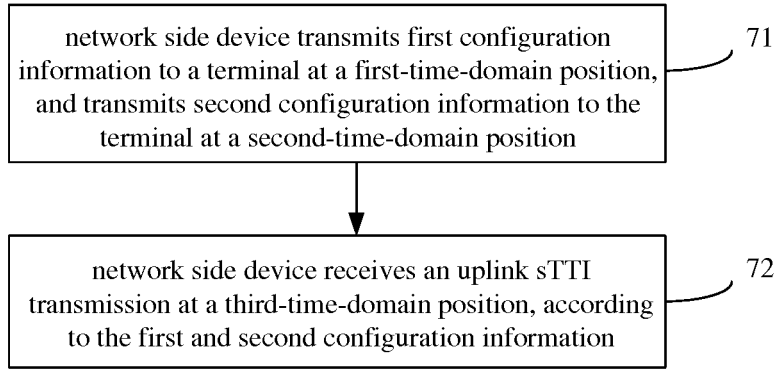 network side device transmits first configuration
information to a terminal at a first-time-domain position,
and transmits second configuration information to the
terminal at a second-time-domain position
71
network side device receives an uplink sTTI
transmission at a third-time-domain position, according
to the first and second configuration information
72